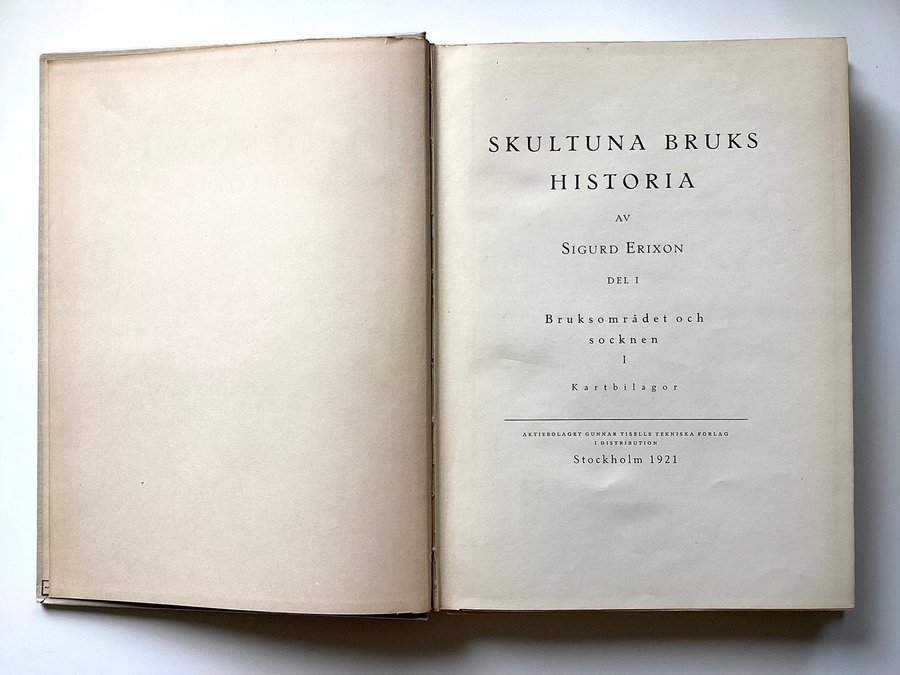 SKULTUNA BRUKS
HISTORIA
AV
SIGURD ERIXON
DEL I
Bruksområdet och
socknen
I
Kartbilagor
AKTIEBOLAGET GUNNAR TISELLS TEKNISKA FÖRLAG
I DISTRIBUTION
Stockholm 1921